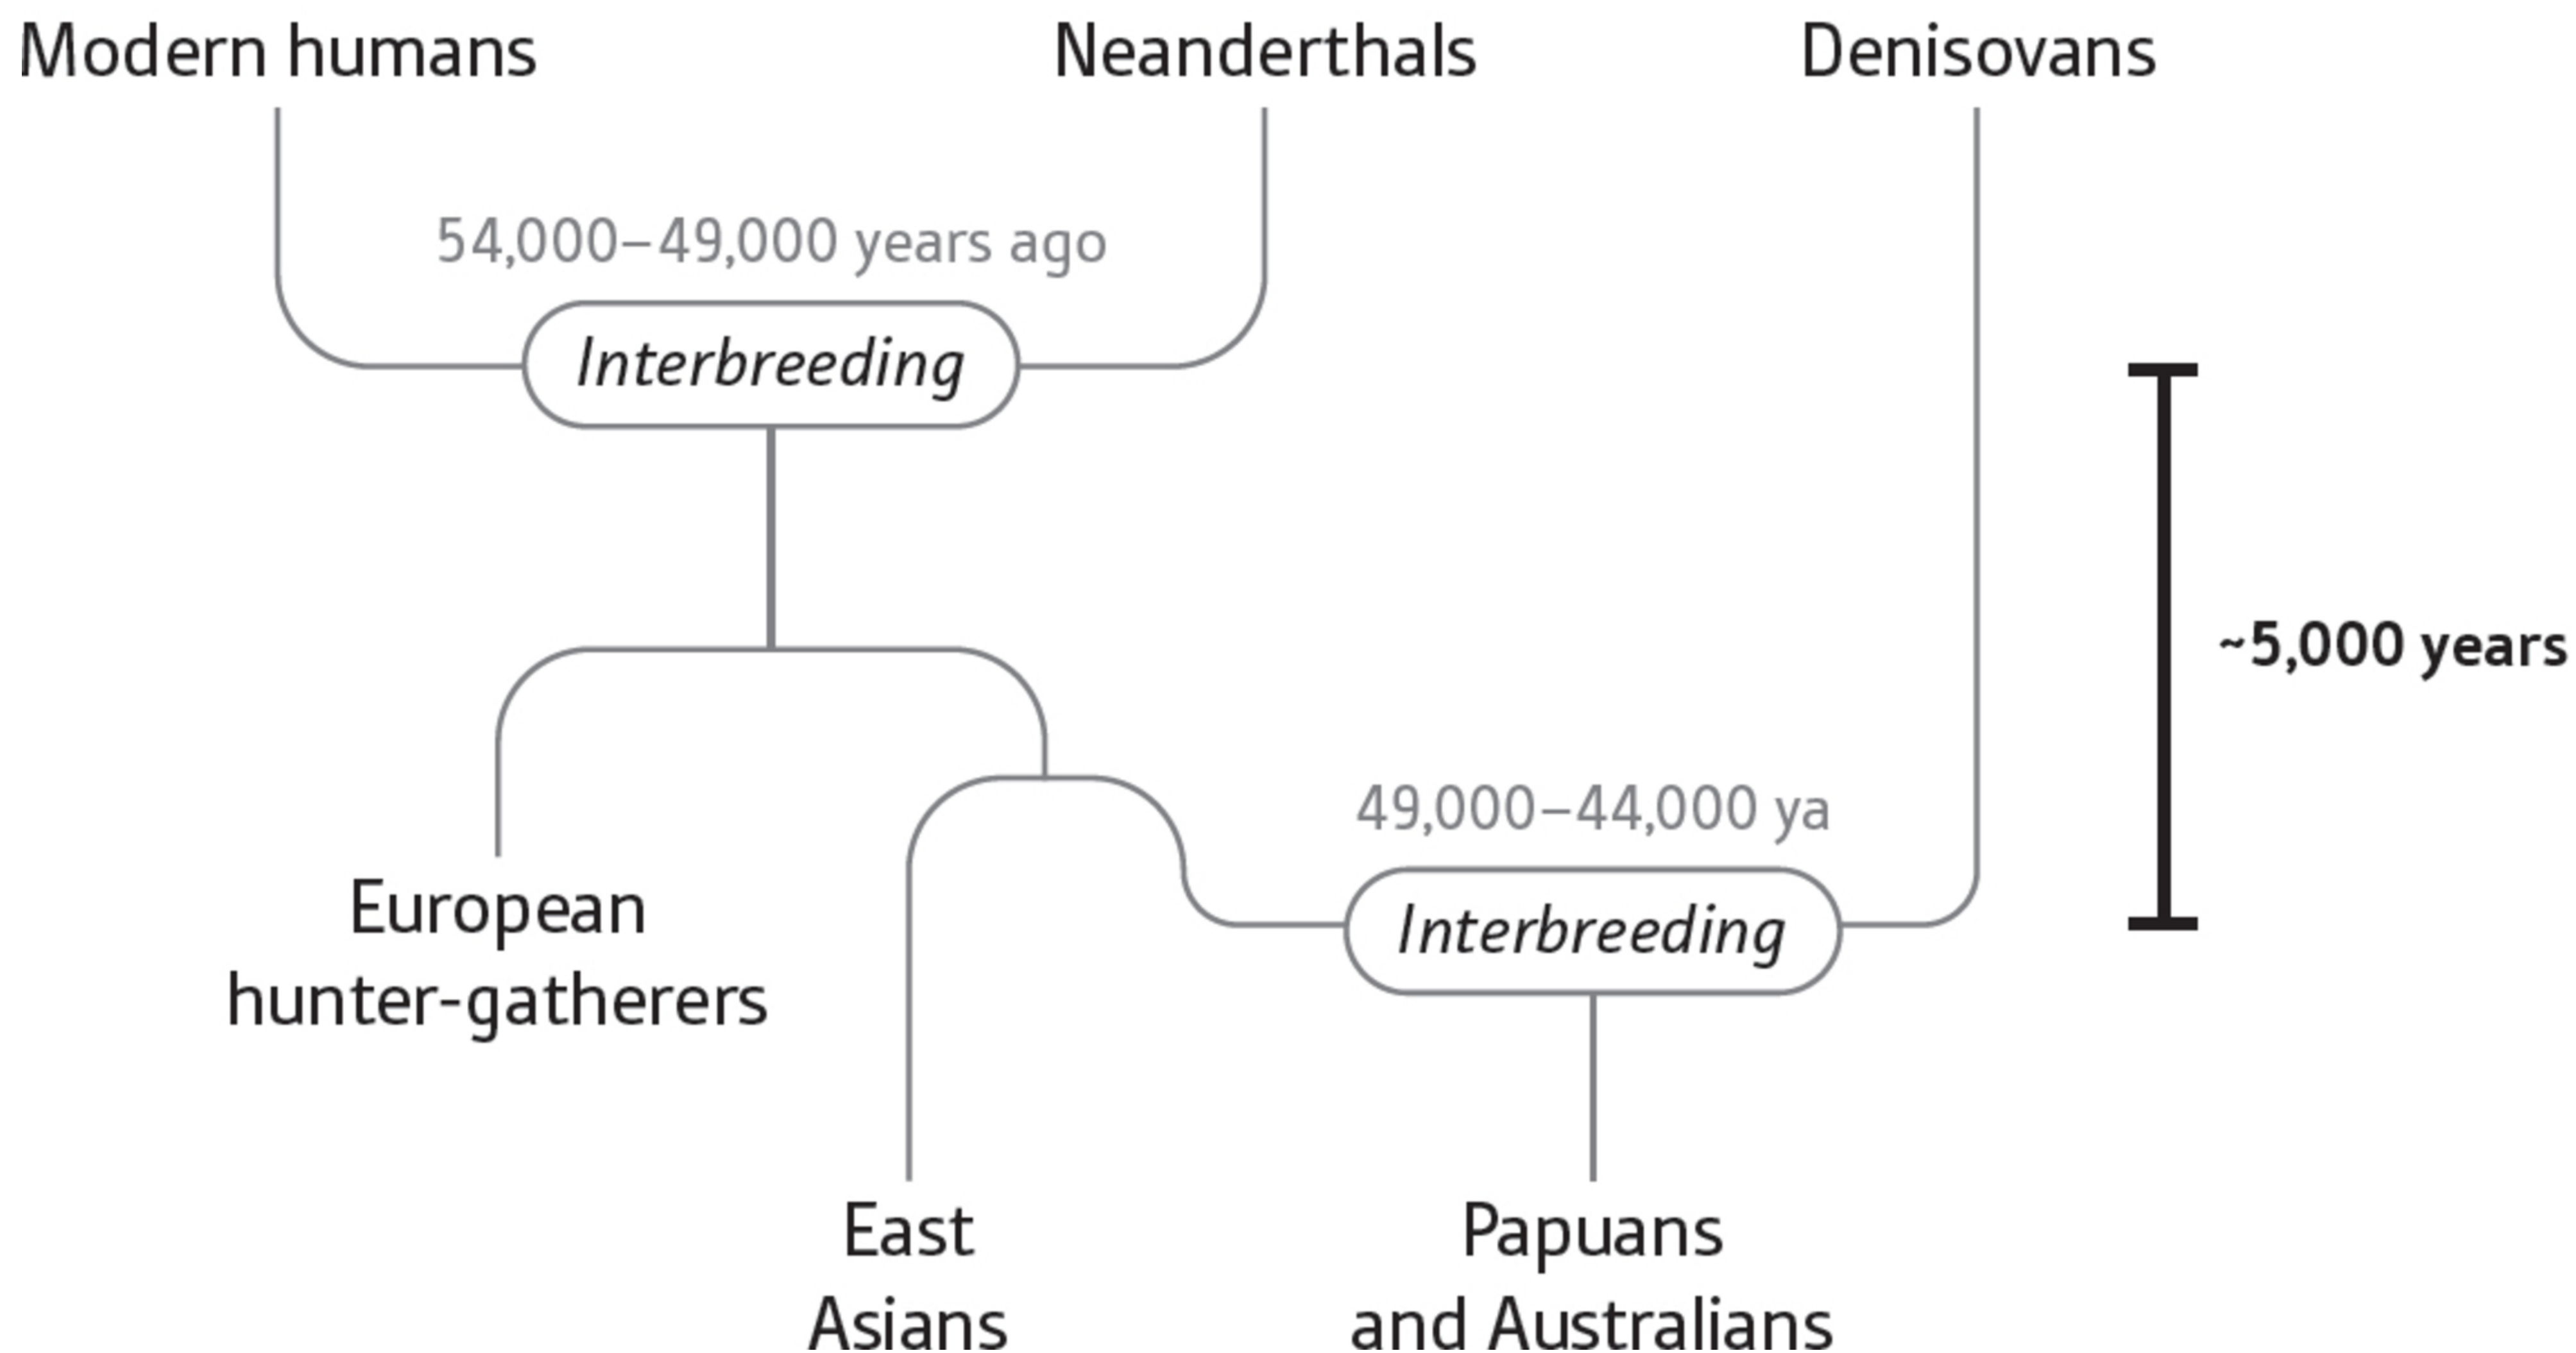 Modern humans
Neanderthals
Denisovans
54,000–49,000 years ago
Interbreeding
~5,000 years
49,000–44,000 ya
Interbreeding
European
hunter-gatherers
East
Asians
Papuans
and Australians